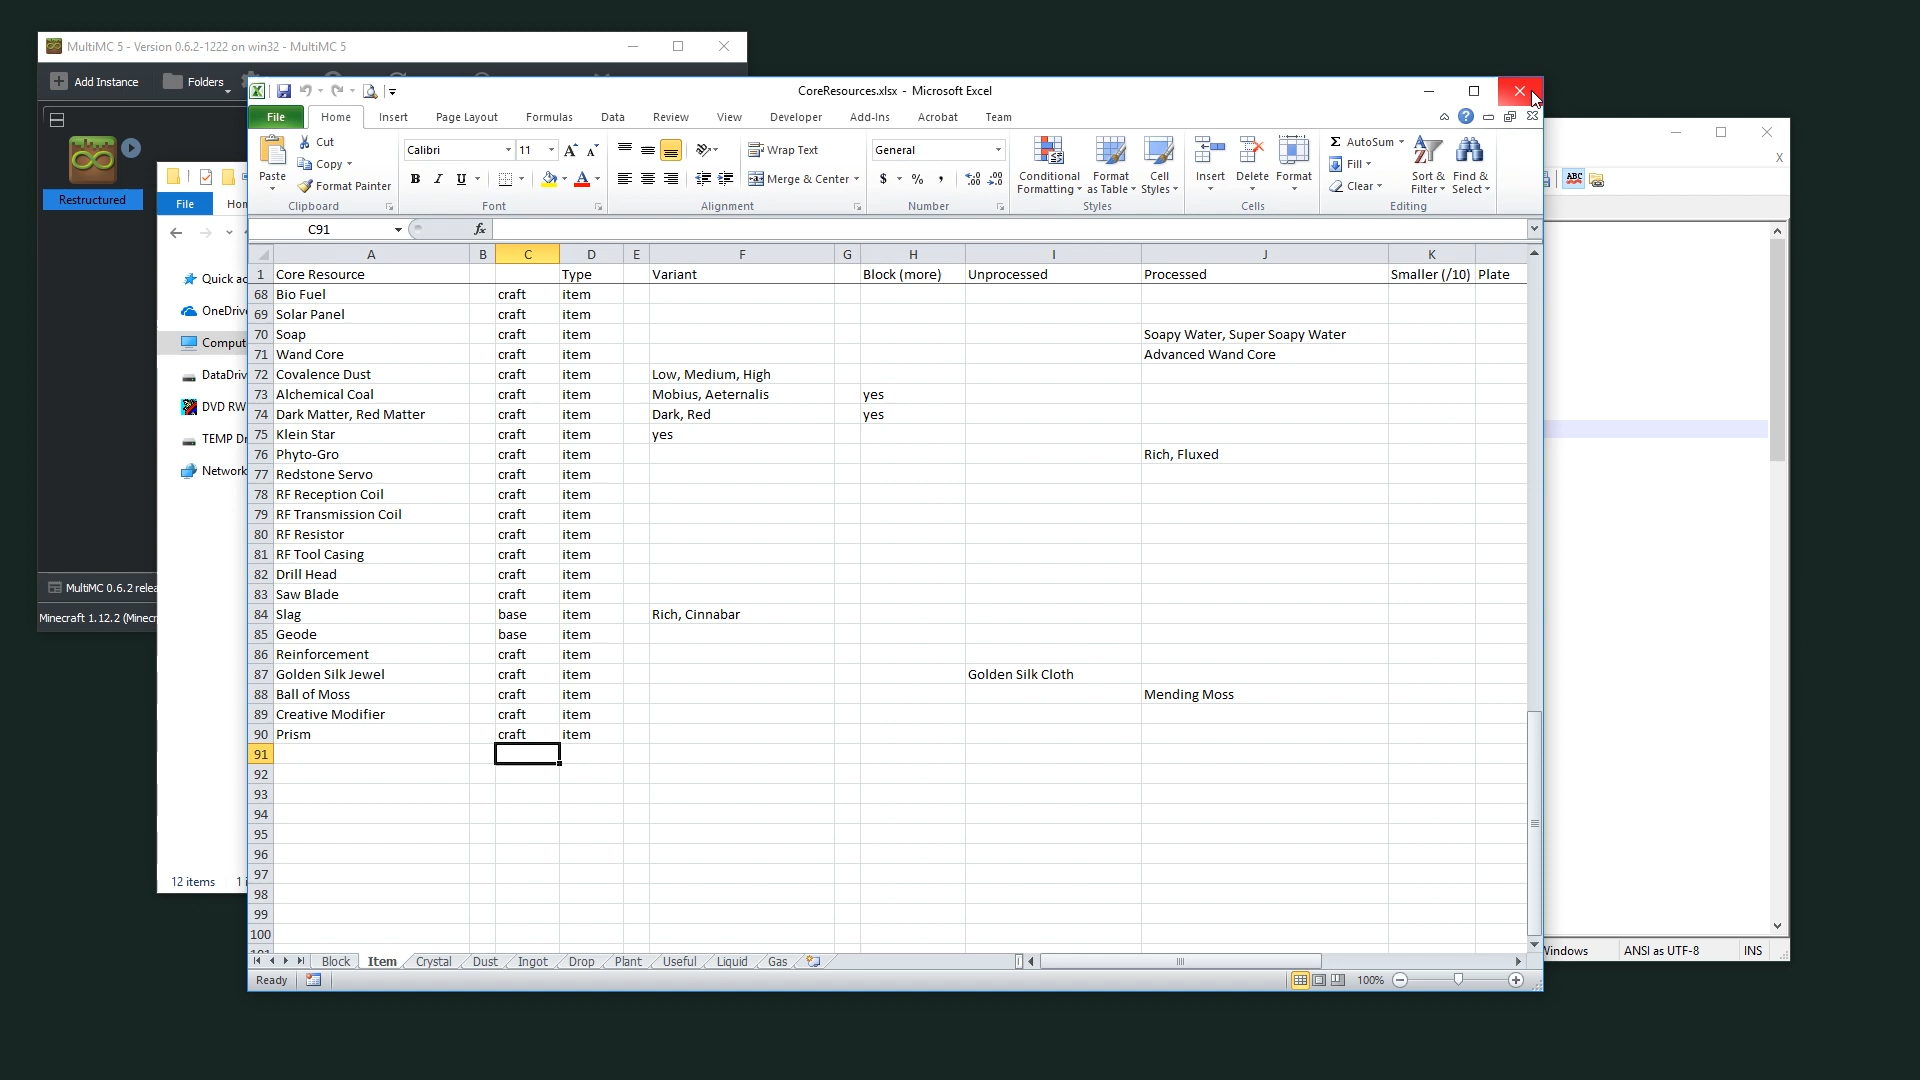 MultiMC 5 - Version 0.6.2-1222 on win32 - MultiMC 5
Add Instance Folders
Restructured
MultiMC 0.6.2 relea
Minecraft 1.12.2 (Minecr
File Hom
Quick ac
OneDrive
Comput
DataDriv
DVD RW
TEMP Dr
Network
12 items 1 i
CoreResources.xlsx - Microsoft Excel
File Home Insert Page Layout Formulas Data Review View Developer Add-Ins Acrobat Team
Paste Cut Copy Format Painter Clipboard
Calibri 11 B I U Font
Wrap Text Merge & Center Alignment
General $ % , Number
Conditional Formatting Format as Table Cell Styles Styles
Insert Delete Format Cells
AutoSum Fill Clear Sort & Filter Find & Select Editing
C91 fx
A B C D E F G H I J K
1 Core Resource Type Variant Block (more) Unprocessed Processed Smaller (/10) Plate
68 Bio Fuel craft item
69 Solar Panel craft item
70 Soap craft item Soapy Water, Super Soapy Water
71 Wand Core craft item Advanced Wand Core
72 Covalence Dust craft item Low, Medium, High
73 Alchemical Coal craft item Mobius, Aeternalis yes
74 Dark Matter, Red Matter craft item Dark, Red yes
75 Klein Star craft item yes
76 Phyto-Gro craft item Rich, Fluxed
77 Redstone Servo craft item
78 RF Reception Coil craft item
79 RF Transmission Coil craft item
80 RF Resistor craft item
81 RF Tool Casing craft item
82 Drill Head craft item
83 Saw Blade craft item
84 Slag base item Rich, Cinnabar
85 Geode base item
86 Reinforcement craft item
87 Golden Silk Jewel craft item Golden Silk Cloth
88 Ball of Moss craft item Mending Moss
89 Creative Modifier craft item
90 Prism craft item
91
92
93
94
95
96
97
98
99
100
101
Block Item Crystal Dust Ingot Drop Plant Useful Liquid Gas
Ready 100%
X
ABC
Windows ANSI as UTF-8 INS